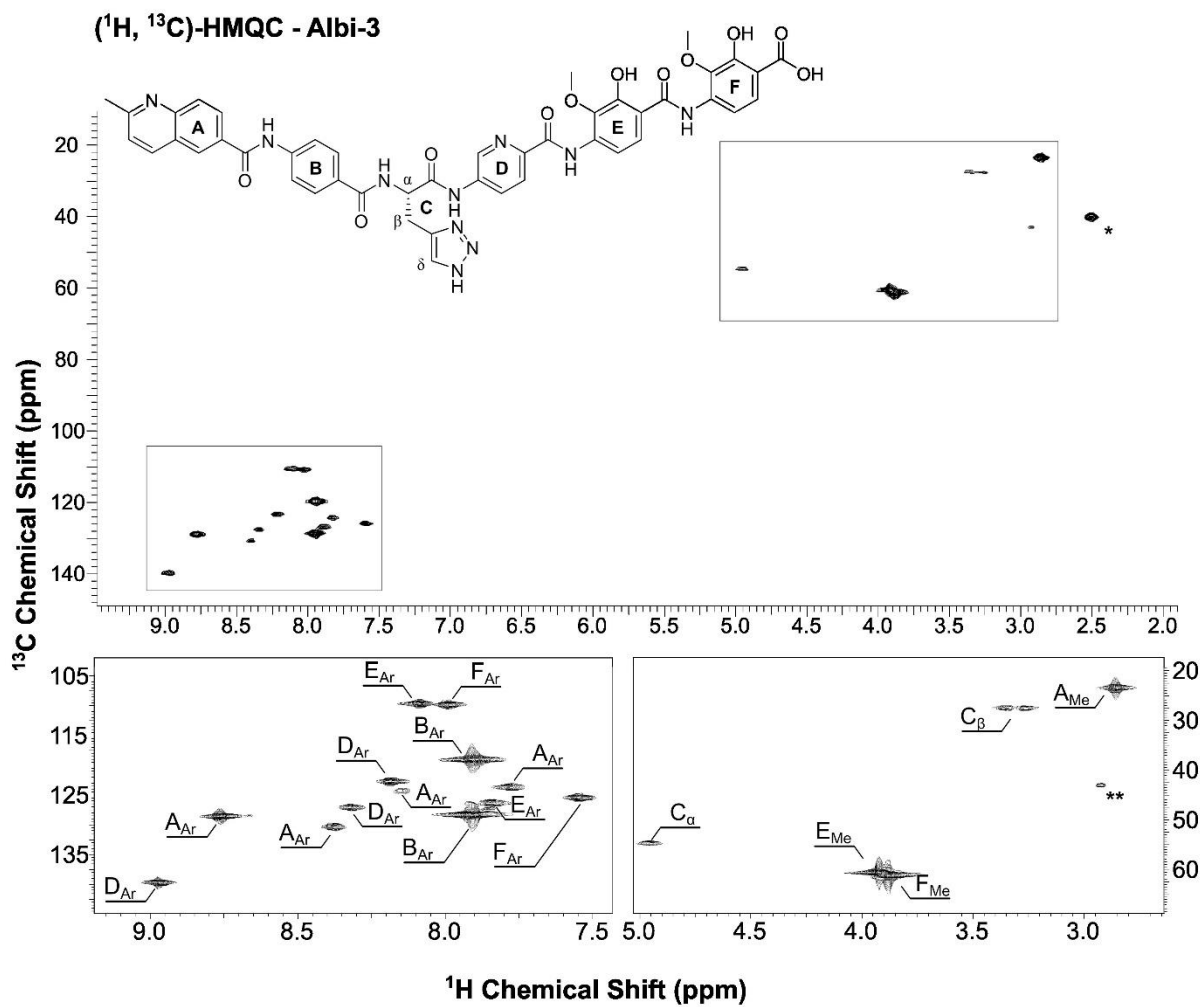 (¹H, ¹³C)-HMQC - Albi-3
N
A
O
H
N
B
O
H
N
α
β
C
δ
O
N
H
N
N
N
H
N
D
O
N
H
O
OH
E
O
N
H
O
OH
F
O
OH
20
40
60
80
100
120
140
*
9.0 8.5 8.0 7.5 7.0 6.5 6.0 5.5 5.0 4.5 4.0 3.5 3.0 2.5 2.0
¹³C Chemical Shift (ppm)
105
115
125
135
E_Ar
F_Ar
B_Ar
D_Ar
A_Ar
A_Ar
E_Ar
A_Ar
D_Ar
A_Ar
B_Ar
F_Ar
D_Ar
9.0 8.5 8.0 7.5
20
30
40
50
60
A_Me
C_β
**
C_α
E_Me
F_Me
5.0 4.5 4.0 3.5 3.0
¹H Chemical Shift (ppm)